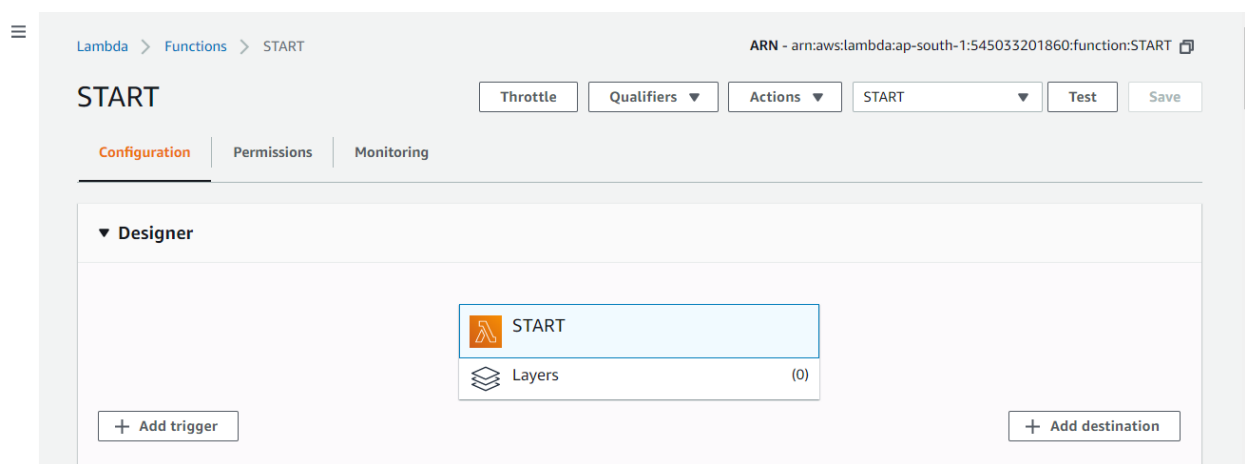 Lambda > Functions > START
ARN - arn:aws:lambda:ap-south-1:545033201860:function:START
START
Throttle Qualifiers ▼ Actions ▼ START ▼ Test Save
Configuration Permissions Monitoring
▼ Designer
START
Layers (0)
+ Add trigger + Add destination